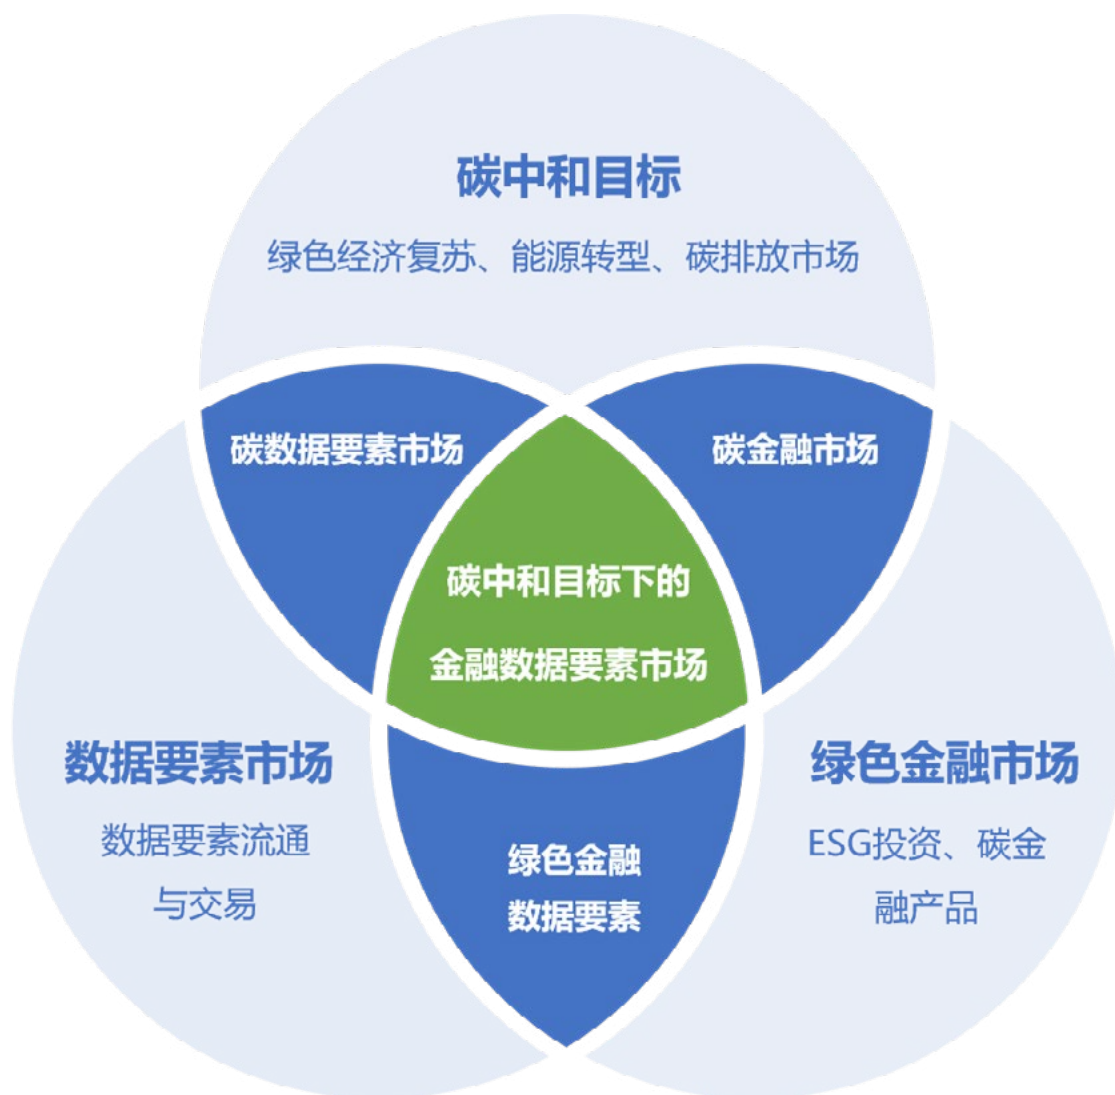 碳中和目标
绿色经济复苏、能源转型、碳排放市场
碳数据要素市场
碳金融市场
碳中和目标下的
金融数据要素市场
数据要素市场
数据要素流通
与交易
绿色金融市场
ESG投资、碳金
融产品
绿色金融
数据要素